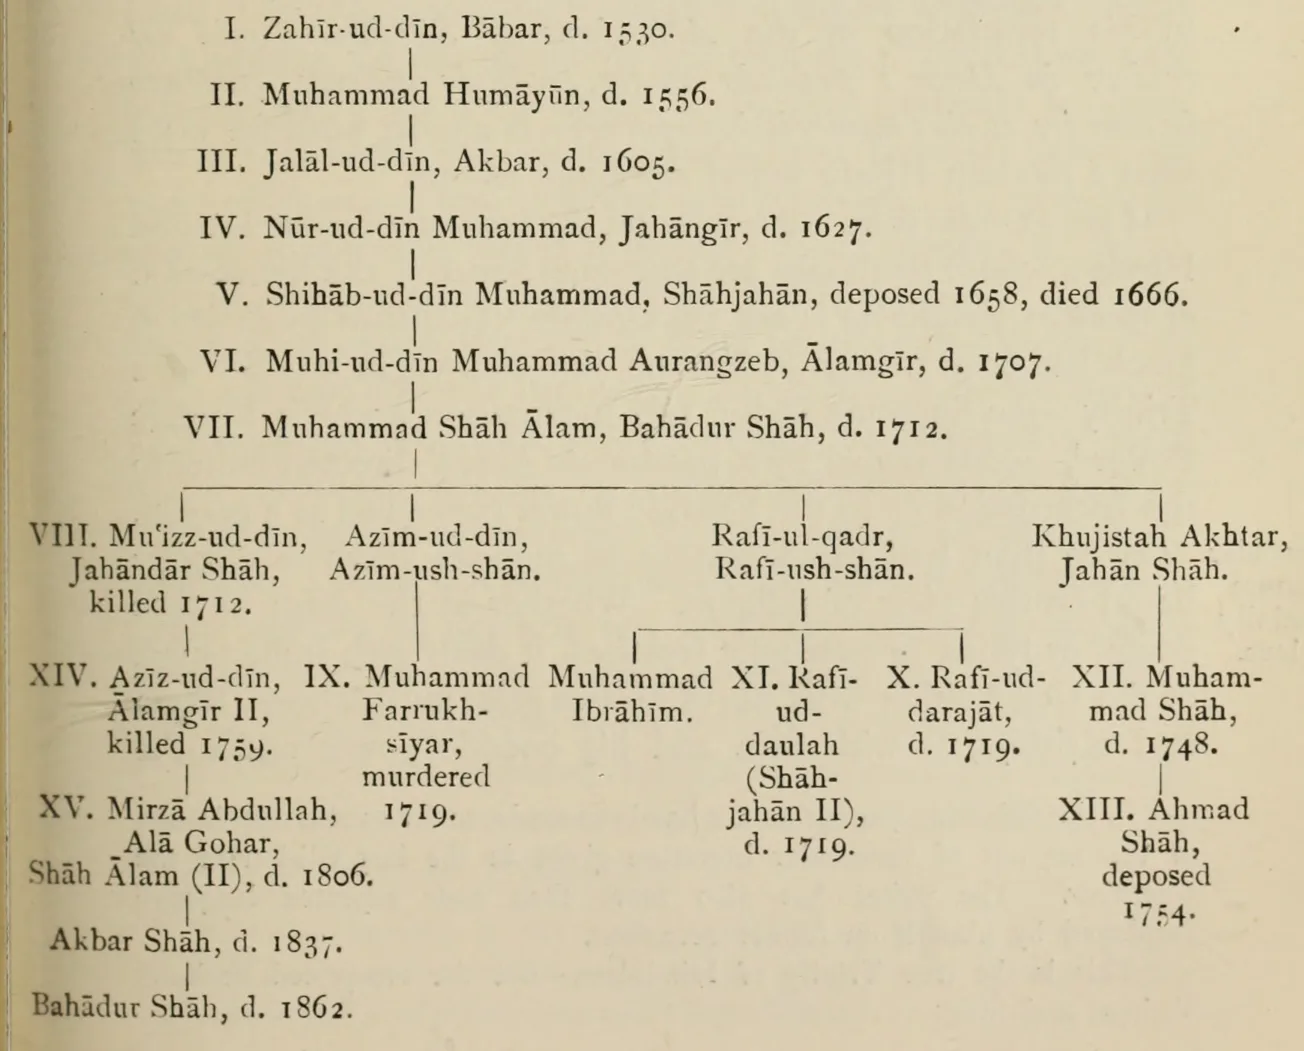 I. Zahīr-ud-dīn, Bābar, d. 1530.
II. Muhammad Humāyūn, d. 1556.
III. Jalāl-ud-dīn, Akbar, d. 1605.
IV. Nūr-ud-dīn Muhammad, Jahāngīr, d. 1627.
V. Shihāb-ud-dīn Muhammad, Shāhjahān, deposed 1658, died 1666.
VI. Muhi-ud-dīn Muhammad Aurangzeb, Ālamgīr, d. 1707.
VII. Muhammad Shāh Ālam, Bahādur Shāh, d. 1712.
VIII. Mu'izz-ud-dīn, Azīm-ud-dīn, Rafī-ul-qadr, Khujistah Akhtar,
Jahāndār Shāh, Azīm-ush-shān. Rafī-ush-shān. Jahān Shāh.
killed 1712.
XIV. Azīz-ud-dīn, IX. Muhammad Muhammad XI. Rafī- X. Rafī-ud- XII. Muham-
Ālamgīr II, Farrukh- Ibrāhīm. ud- darajāt, mad Shāh,
killed 1759. sīyar, daulah d. 1719. d. 1748.
murdered (Shāh-
XV. Mirzā Abdullah, 1719. jahān II), XIII. Ahmad
Alā Gohar, d. 1719. Shāh,
Shāh Ālam (II), d. 1806. deposed
1754.
Akbar Shāh, d. 1837.
Bahādur Shāh, d. 1862.